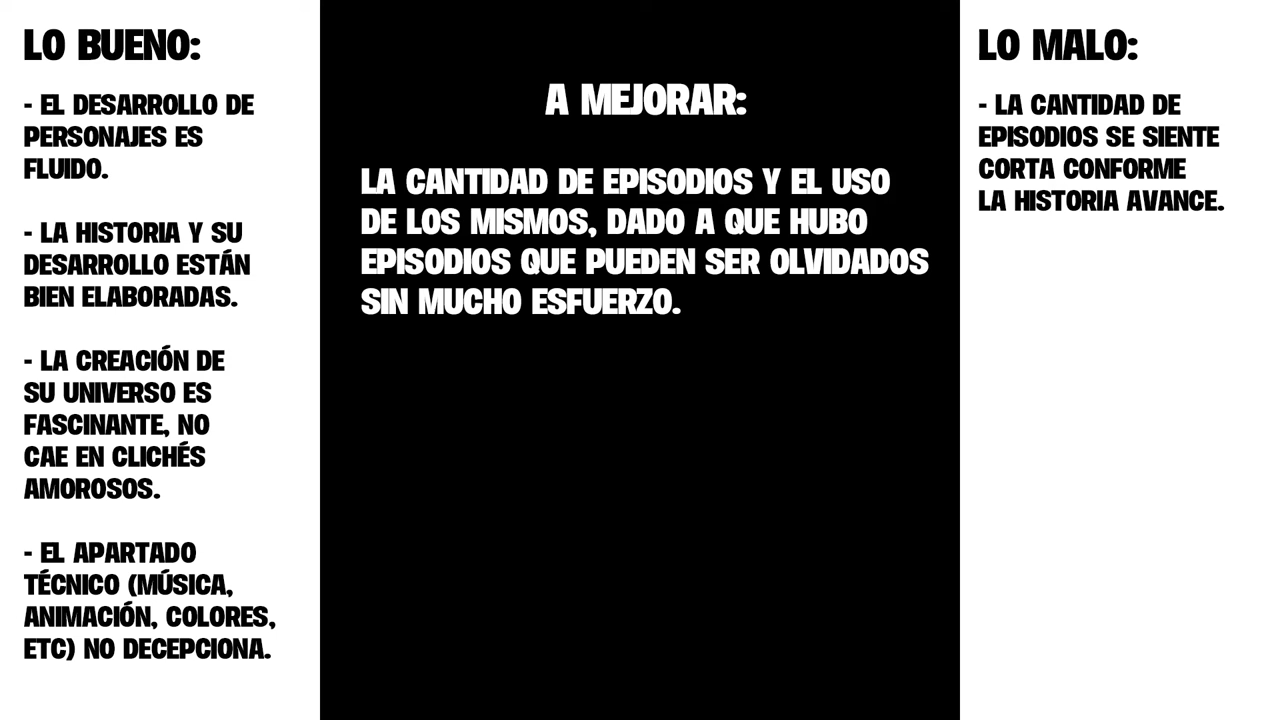 LO BUENO:
- EL DESARROLLO DE
PERSONAJES ES
FLUIDO.
- LA HISTORIA Y SU
DESARROLLO ESTÁN
BIEN ELABORADAS.
- LA CREACIÓN DE
SU UNIVERSO ES
FASCINANTE, NO
CAE EN CLICHÉS
AMOROSOS.
- EL APARTADO
TÉCNICO (MÚSICA,
ANIMACIÓN, COLORES,
ETC) NO DECEPCIONA.
A MEJORAR:
LA CANTIDAD DE EPISODIOS Y EL USO
DE LOS MISMOS, DADO A QUE HUBO
EPISODIOS QUE PUEDEN SER OLVIDADOS
SIN MUCHO ESFUERZO.
LO MALO:
- LA CANTIDAD DE
EPISODIOS SE SIENTE
CORTA CONFORME
LA HISTORIA AVANCE.